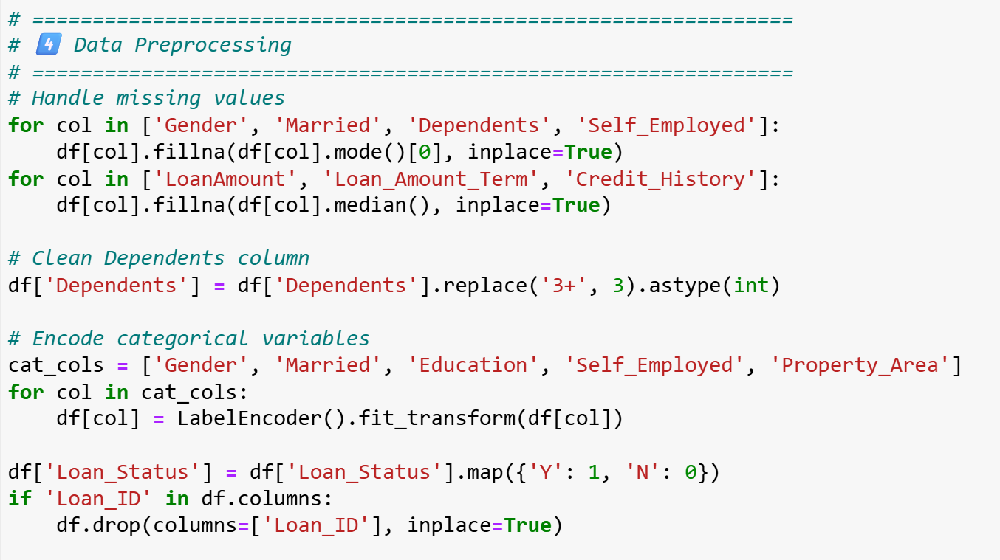 # ===============================================================
# 4️⃣ Data Preprocessing
# ===============================================================
# Handle missing values
for col in ['Gender', 'Married', 'Dependents', 'Self_Employed']:
    df[col].fillna(df[col].mode()[0], inplace=True)
for col in ['LoanAmount', 'Loan_Amount_Term', 'Credit_History']:
    df[col].fillna(df[col].median(), inplace=True)

# Clean Dependents column
df['Dependents'] = df['Dependents'].replace('3+', 3).astype(int)

# Encode categorical variables
cat_cols = ['Gender', 'Married', 'Education', 'Self_Employed', 'Property_Area']
for col in cat_cols:
    df[col] = LabelEncoder().fit_transform(df[col])

df['Loan_Status'] = df['Loan_Status'].map({'Y': 1, 'N': 0})
if 'Loan_ID' in df.columns:
    df.drop(columns=['Loan_ID'], inplace=True)